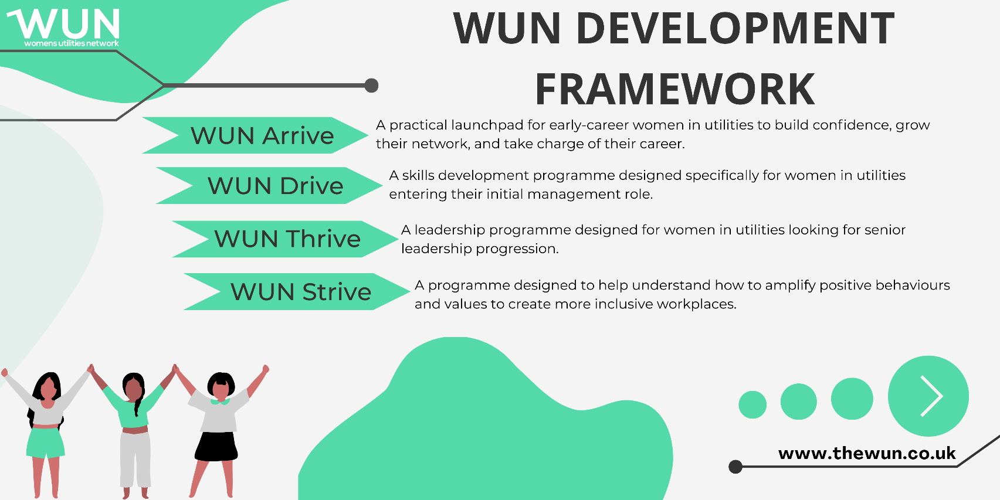 WUN
womens utilities network
WUN DEVELOPMENT
FRAMEWORK
WUN Arrive
A practical launchpad for early-career women in utilities to build confidence, grow
their network, and take charge of their career.
WUN Drive
A skills development programme designed specifically for women in utilities
entering their initial management role.
WUN Thrive
A leadership programme designed for women in utilities looking for senior
leadership progression.
WUN Strive
A programme designed to help understand how to amplify positive behaviours
and values to create more inclusive workplaces.
www.thewun.co.uk